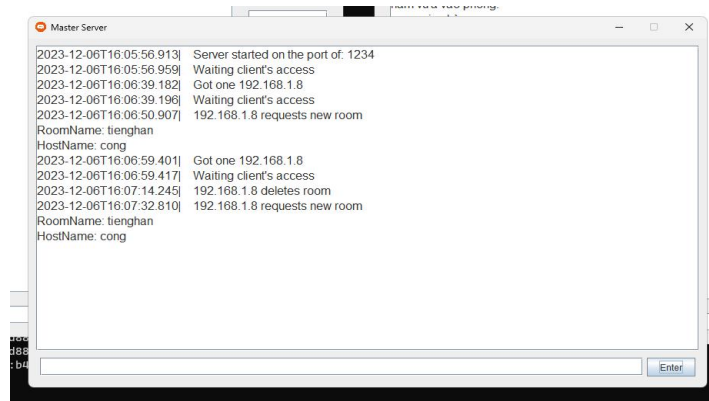 vừa vào phòng.
Master Server
2023-12-06T16:05:56.913| Server started on the port of: 1234
2023-12-06T16:05:56.959| Waiting client's access
2023-12-06T16:06:39.182| Got one 192.168.1.8
2023-12-06T16:06:39.196| Waiting client's access
2023-12-06T16:06:50.907| 192.168.1.8 requests new room
RoomName: tienghan
HostName: cong
2023-12-06T16:06:59.401| Got one 192.168.1.8
2023-12-06T16:06:59.417| Waiting client's access
2023-12-06T16:07:14.245| 192.168.1.8 deletes room
2023-12-06T16:07:32.810| 192.168.1.8 requests new room
RoomName: tienghan
HostName: cong
d88
:b4
Enter